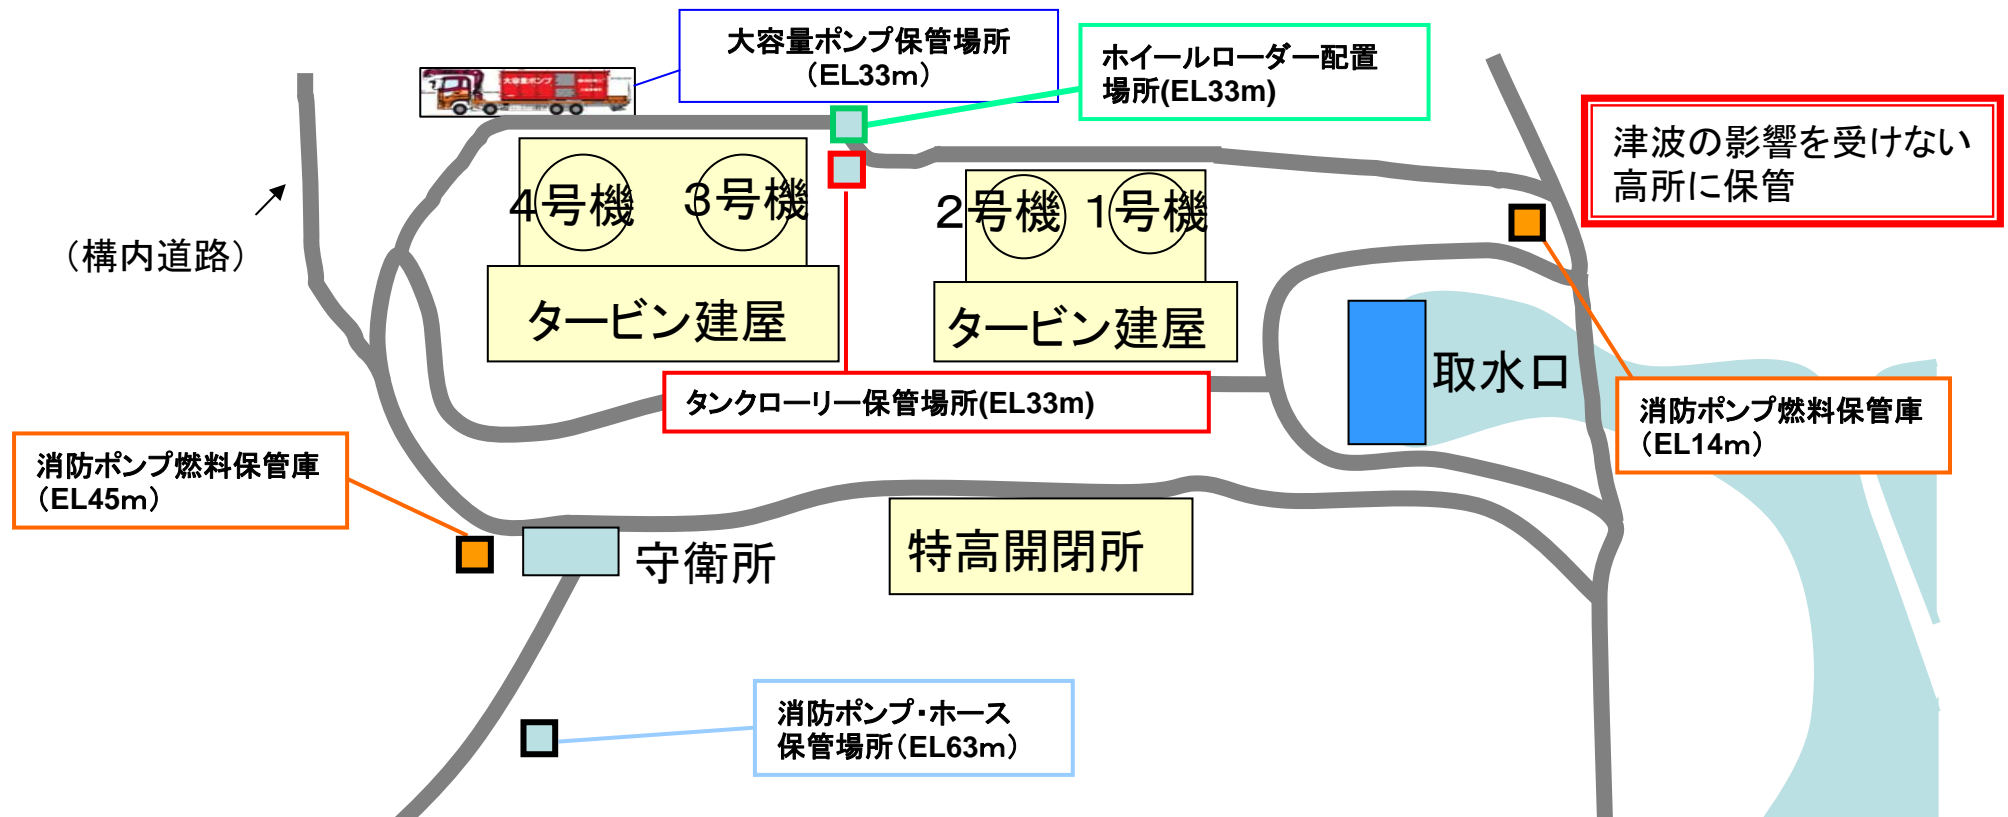 大容量ポンプ保管場所
（EL33ｍ）
ホイールローダー配置
場所(EL33m)
大容量ポンプ
津波の影響を受けない
高所に保管
４号機
３号機
２号機
１号機
（構内道路）
タービン建屋
タービン建屋
取水口
タンクローリー保管場所(EL33m)
消防ポンプ燃料保管庫
（EL14ｍ）
消防ポンプ燃料保管庫
（EL45ｍ）
守衛所
特高開閉所
消防ポンプ・ホース
保管場所（EL63ｍ）